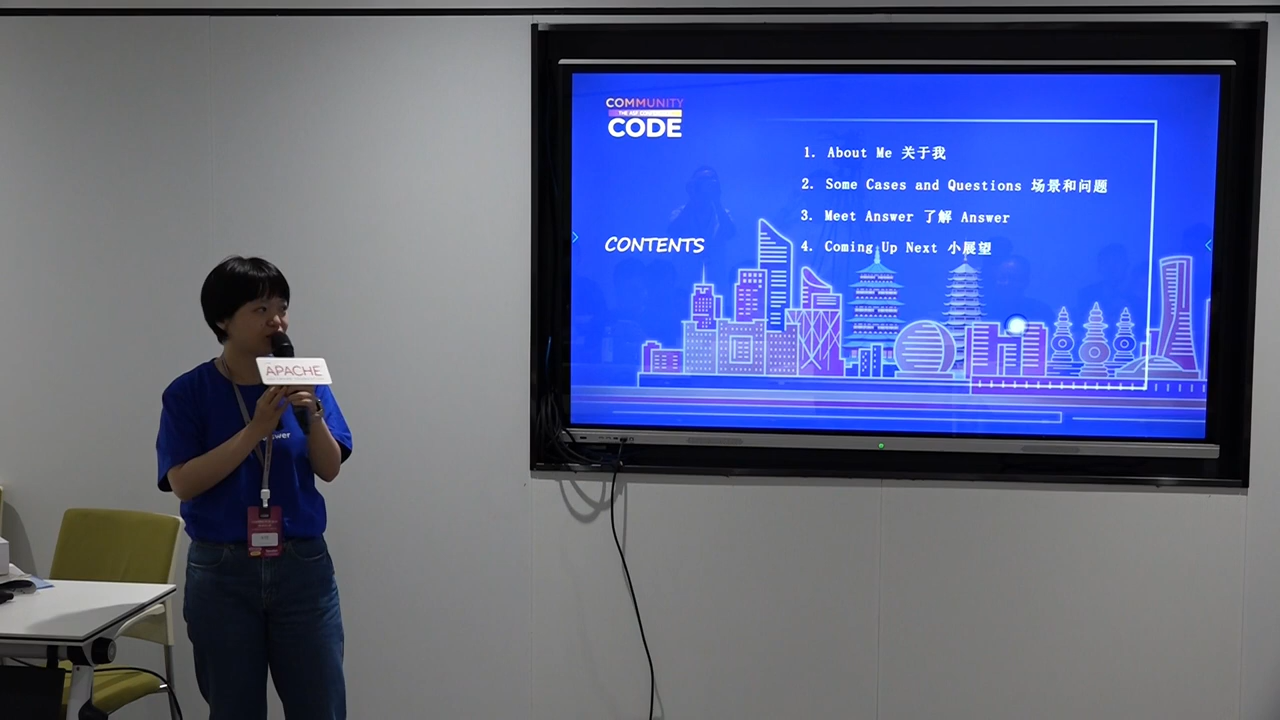 COMMUNITY
CODE
1. About Me 关于我
2. Some Cases and Questions 场景和问题
3. Meet Answer 了解 Answer
CONTENTS
4. Coming Up Next 小展望
APACHE